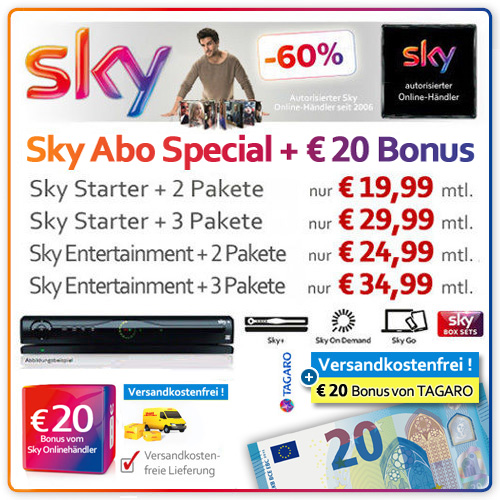 sky
-60%
Autorisierter Sky
Online-Händler seit 2006
sky
autorisierter
Online-Händler
Sky Abo Special + € 20 Bonus
Sky Starter + 2 Pakete nur € 19,99 mtl.
Sky Starter + 3 Pakete nur € 29,99 mtl.
Sky Entertainment + 2 Pakete nur € 24,99 mtl.
Sky Entertainment + 3 Pakete nur € 34,99 mtl.
Abbildungsbeispiel
Sky+
Sky On Demand
Sky Go
sky
BOX SETS
TAGARO
Versandkostenfrei !
+ € 20 Bonus von TAGARO
€20
Bonus vom
Sky Onlinehändler
Versandkostenfrei !
DHL
Versandkosten-
freie Lieferung
20